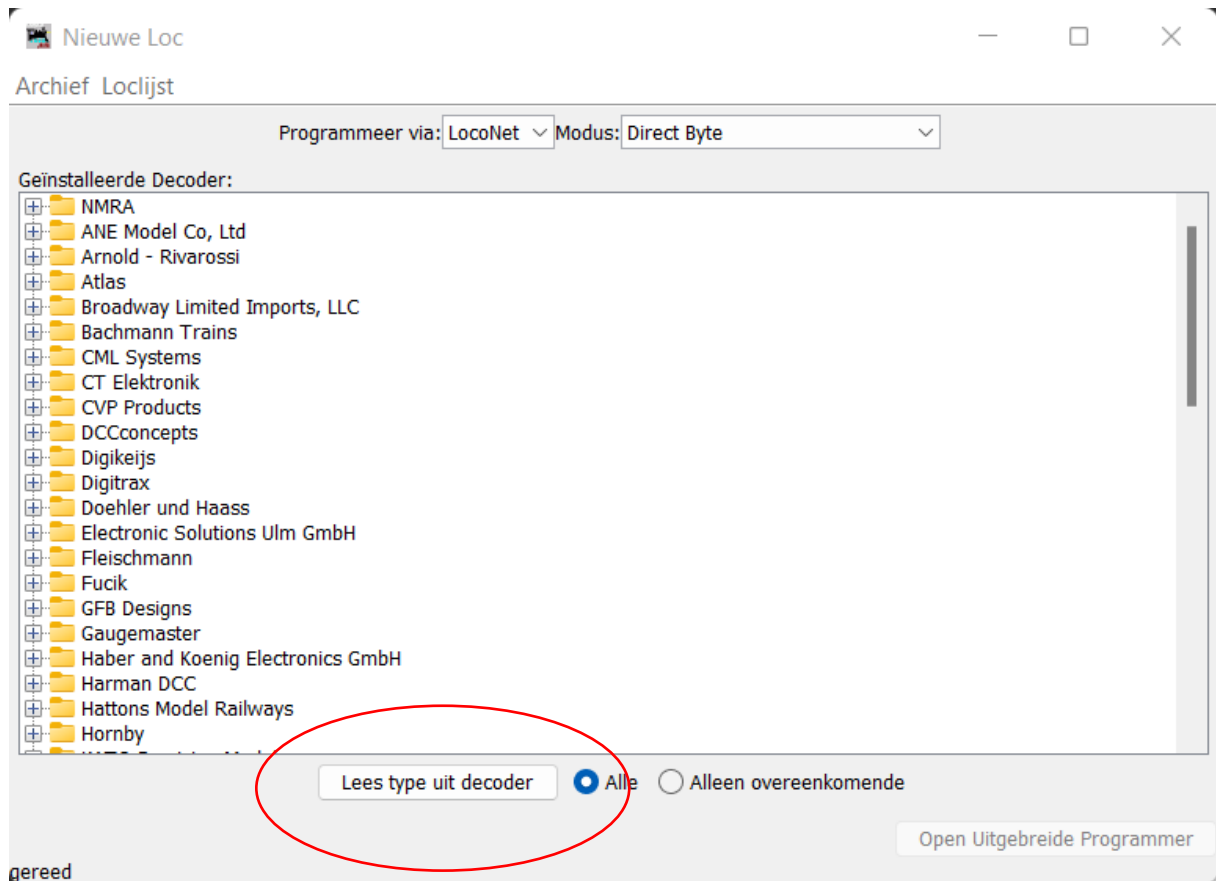 Nieuwe Loc
Archief Loclijst
Programmeer via: LocoNet Modus: Direct Byte
Geïnstalleerde Decoder:
NMRA
ANE Model Co, Ltd
Arnold - Rivarossi
Atlas
Broadway Limited Imports, LLC
Bachmann Trains
CML Systems
CT Elektronik
CVP Products
DCCconcepts
Digikeijs
Digitrax
Doehler und Haass
Electronic Solutions Ulm GmbH
Fleischmann
Fucik
GFB Designs
Gaugemaster
Haber and Koenig Electronics GmbH
Harman DCC
Hattons Model Railways
Hornby
Lees type uit decoder Alle Alleen overeenkomende
Open Uitgebreide Programmer
gereed